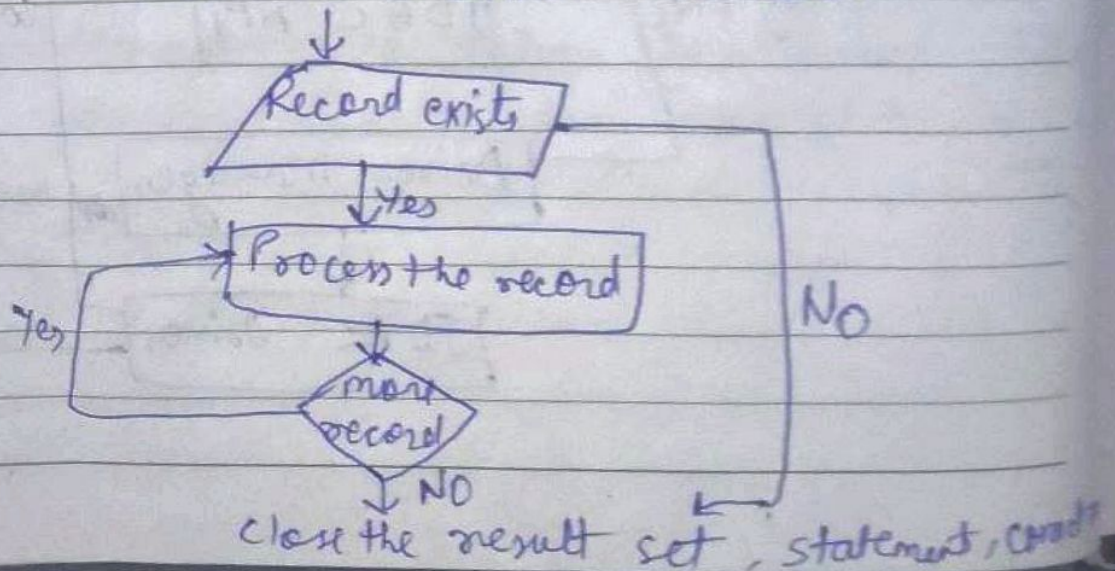 Record exists
Yes
Process the record
Yes
NO
more
record
NO
Close the result set, statement,